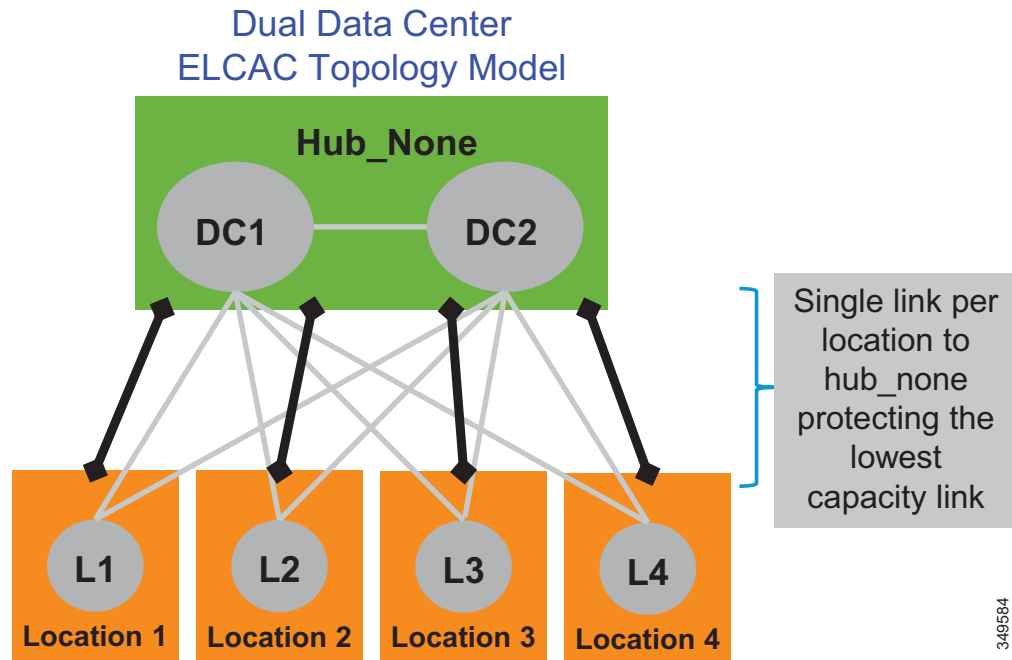 Dual Data Center
ELCAC Topology Model
Hub_None
DC1
DC2
Single link per
location to
hub_none
protecting the
lowest
capacity link
L1
L2
L3
L4
Location 1
Location 2
Location 3
Location 4
349584